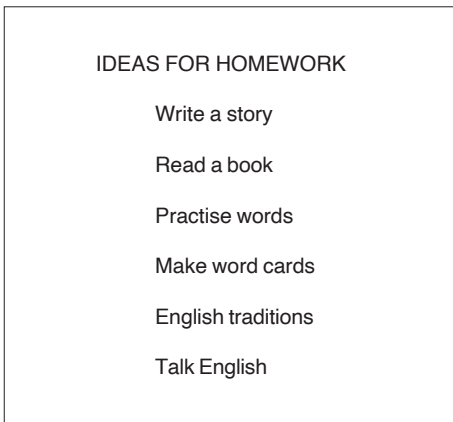 IDEAS FOR HOMEWORK
Write a story
Read a book
Practise words
Make word cards
English traditions
Talk English